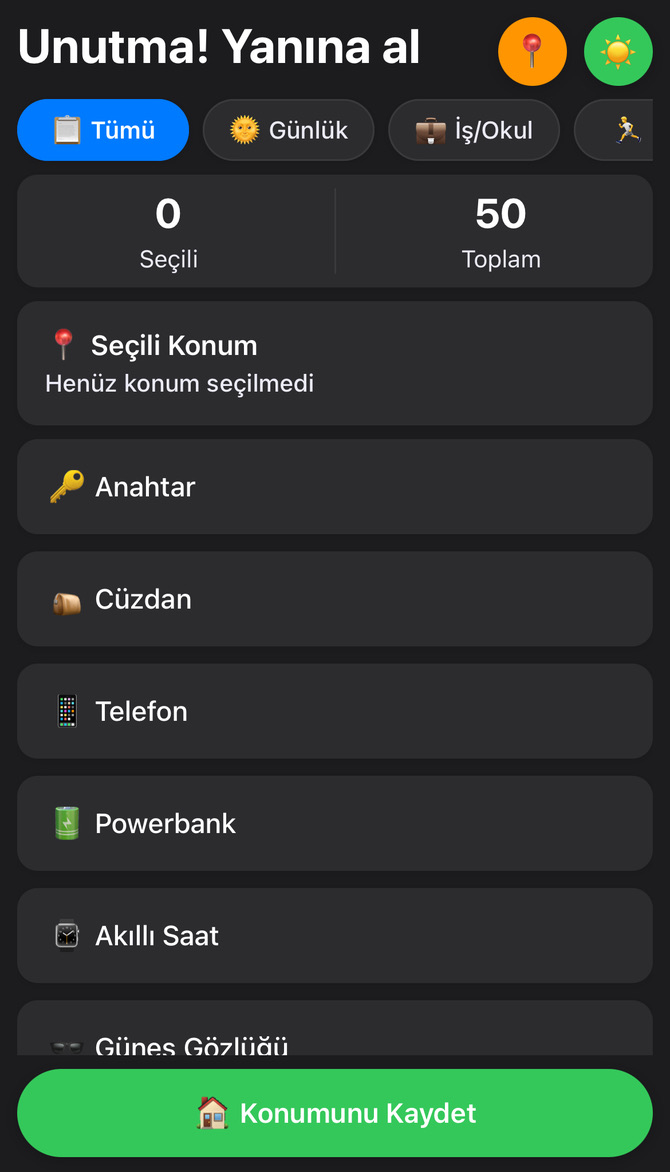 Unutma! Yanına al
Tümü
Günlük
İş/Okul
0
Seçili
50
Toplam
Seçili Konum
Henüz konum seçilmedi
Anahtar
Cüzdan
Telefon
Powerbank
Akıllı Saat
Güneş Gözlüğü
Konumunu Kaydet